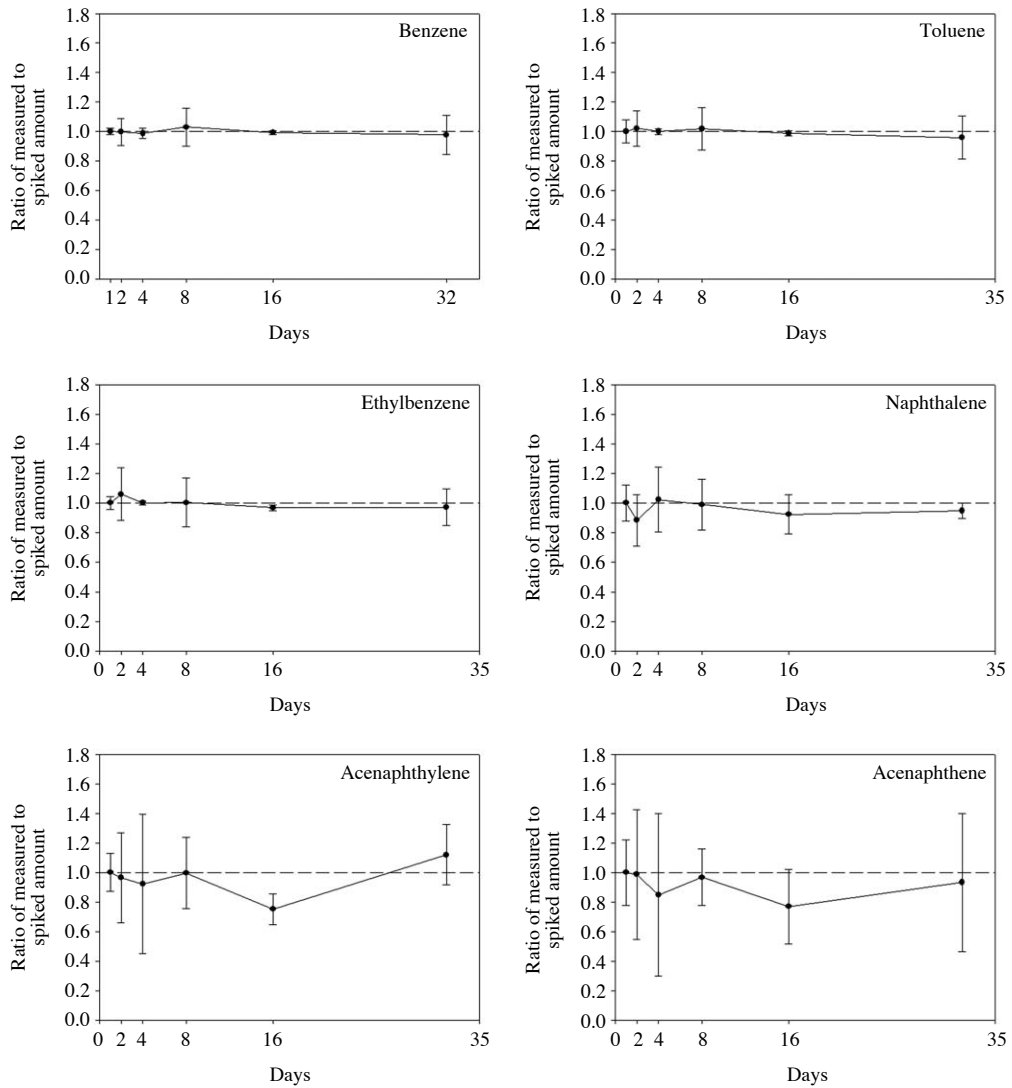 Benzene
Ratio of measured to
spiked amount
1.8
1.6
1.4
1.2
1.0
0.8
0.6
0.4
0.2
0.0
1 2 4 8 16 32
Days
Toluene
Ratio of measured to
spiked amount
1.8
1.6
1.4
1.2
1.0
0.8
0.6
0.4
0.2
0.0
0 2 4 8 16 35
Days
Ethylbenzene
Ratio of measured to
spiked amount
1.8
1.6
1.4
1.2
1.0
0.8
0.6
0.4
0.2
0.0
0 2 4 8 16 35
Days
Naphthalene
Ratio of measured to
spiked amount
1.8
1.6
1.4
1.2
1.0
0.8
0.6
0.4
0.2
0.0
0 2 4 8 16 35
Days
Acenaphthylene
Ratio of measured to
spiked amount
1.8
1.6
1.4
1.2
1.0
0.8
0.6
0.4
0.2
0.0
0 2 4 8 16 35
Days
Acenaphthene
Ratio of measured to
spiked amount
1.8
1.6
1.4
1.2
1.0
0.8
0.6
0.4
0.2
0.0
0 2 4 8 16 35
Days